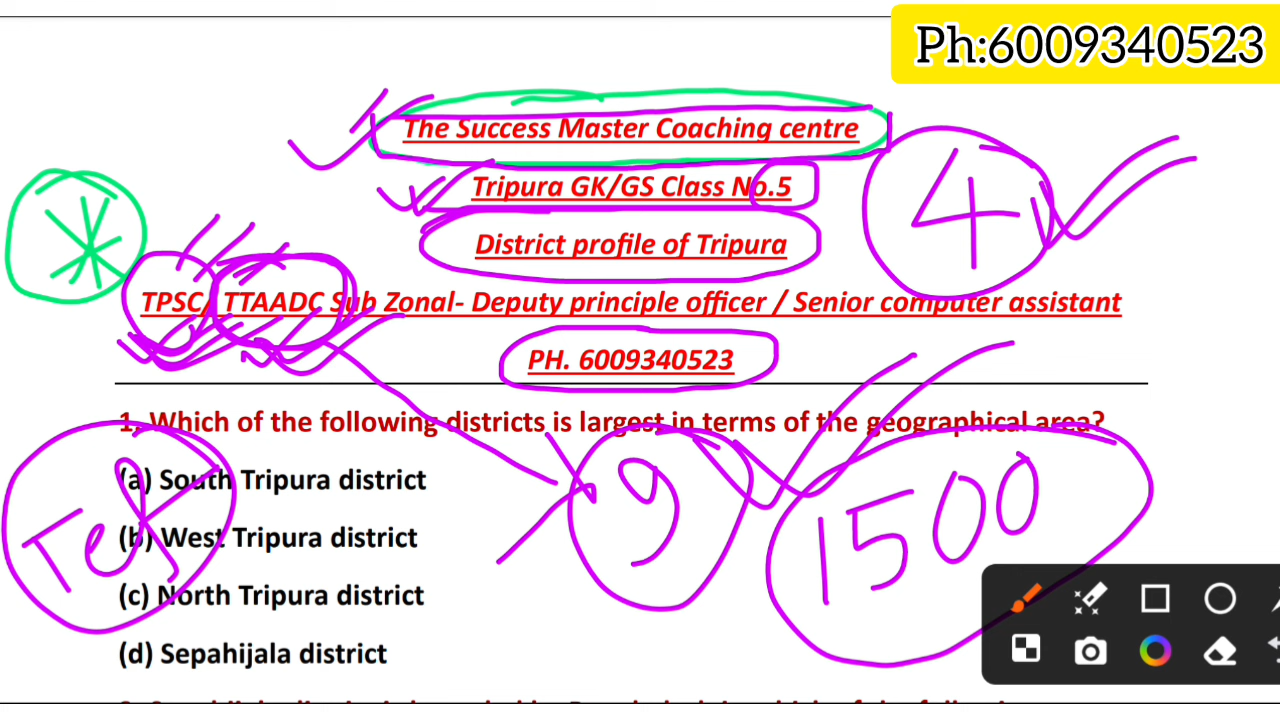 Ph:6009340523
The Success Master Coaching centre
Tripura GK/GS Class No.5
4
District profile of Tripura
TPSC/ TTAADC Sub Zonal- Deputy principle officer / Senior computer assistant
PH. 6009340523
1, Which of the following districts is largest in terms of the geographical area?
(a) South Tripura district
9
1500
(b) West Tripura district
(c) North Tripura district
(d) Sepahijala district